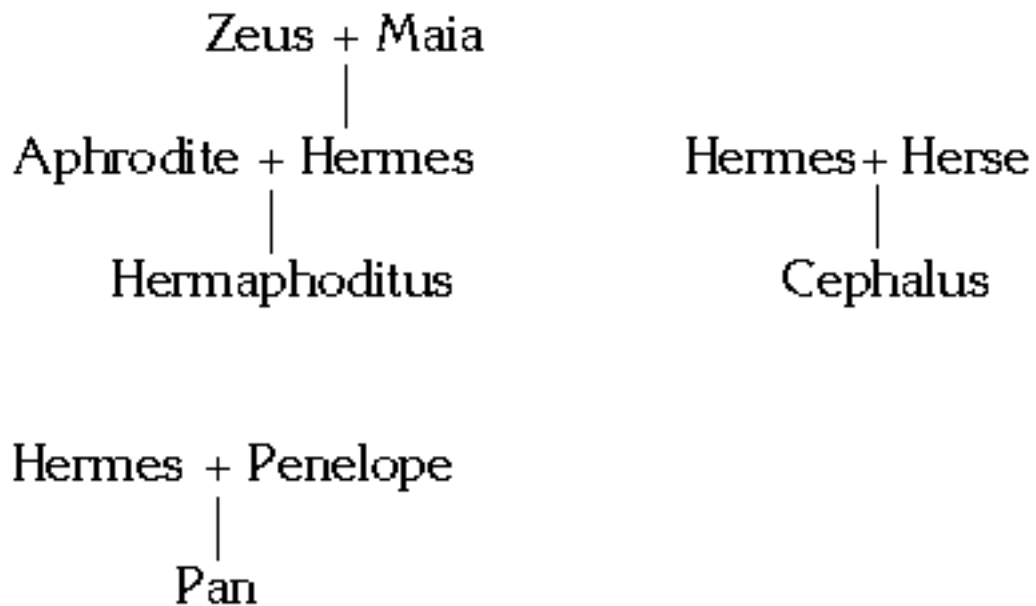 Zeus + Maia
Aphrodite + Hermes
Hermaphoditus
Hermes + Herse
Cephalus
Hermes + Penelope
Pan